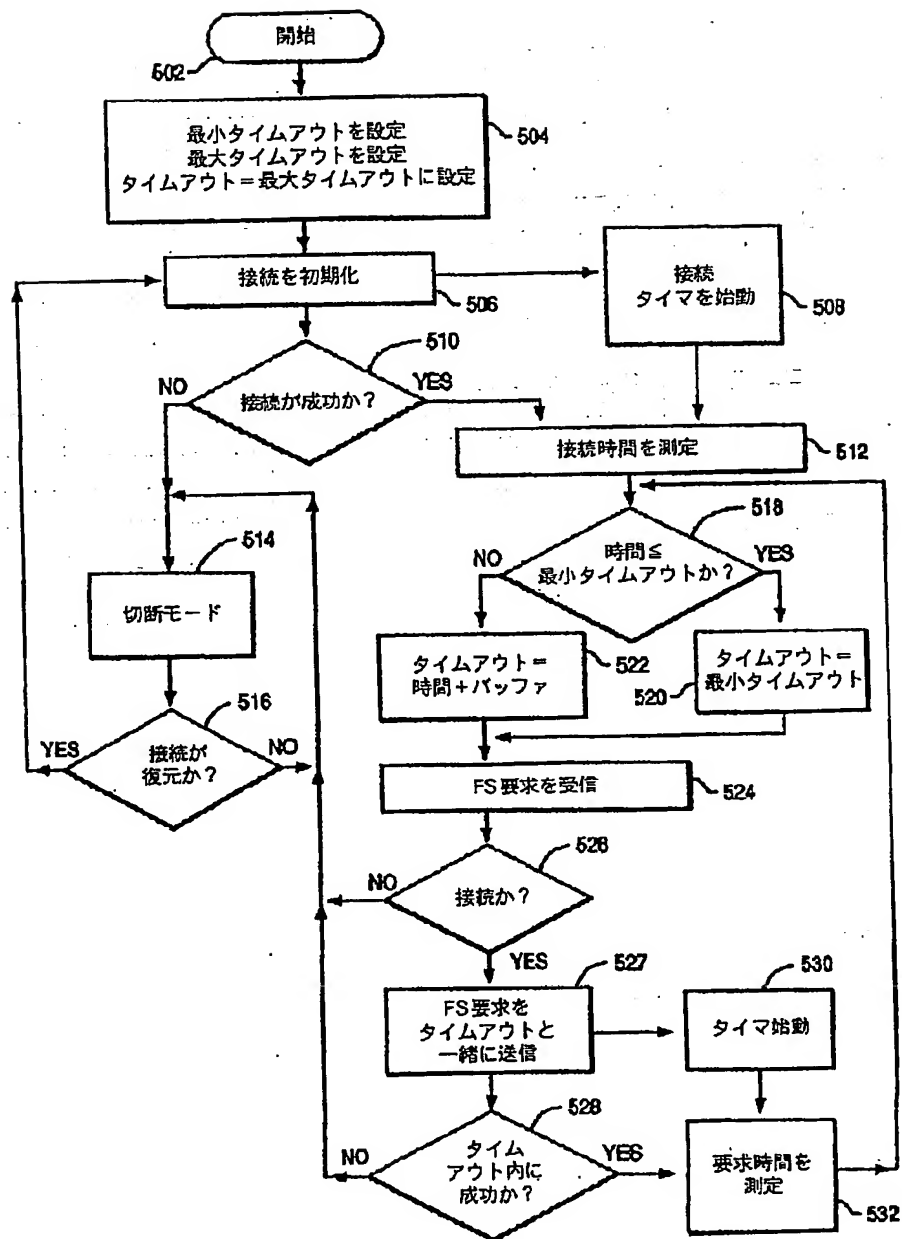 開始
502
最小タイムアウトを設定
最大タイムアウトを設定
タイムアウト＝最大タイムアウトに設定
504
接続を初期化
506
接続
タイマを始動
508
510
NO
YES
接続が成功か？
接続時間を測定
512
514
切断モード
518
NO
YES
時間≦
最小タイムアウトか？
タイムアウト＝
時間＋バッファ
522
タイムアウト＝
最小タイムアウト
520
516
YES
NO
接続が
復元か？
FS要求を受信
524
526
NO
接続か？
YES
527
FS要求を
タイムアウトと
一緒に送信
530
タイマ始動
528
NO
YES
タイム
アウト内に
成功か？
要求時間を
測定
532